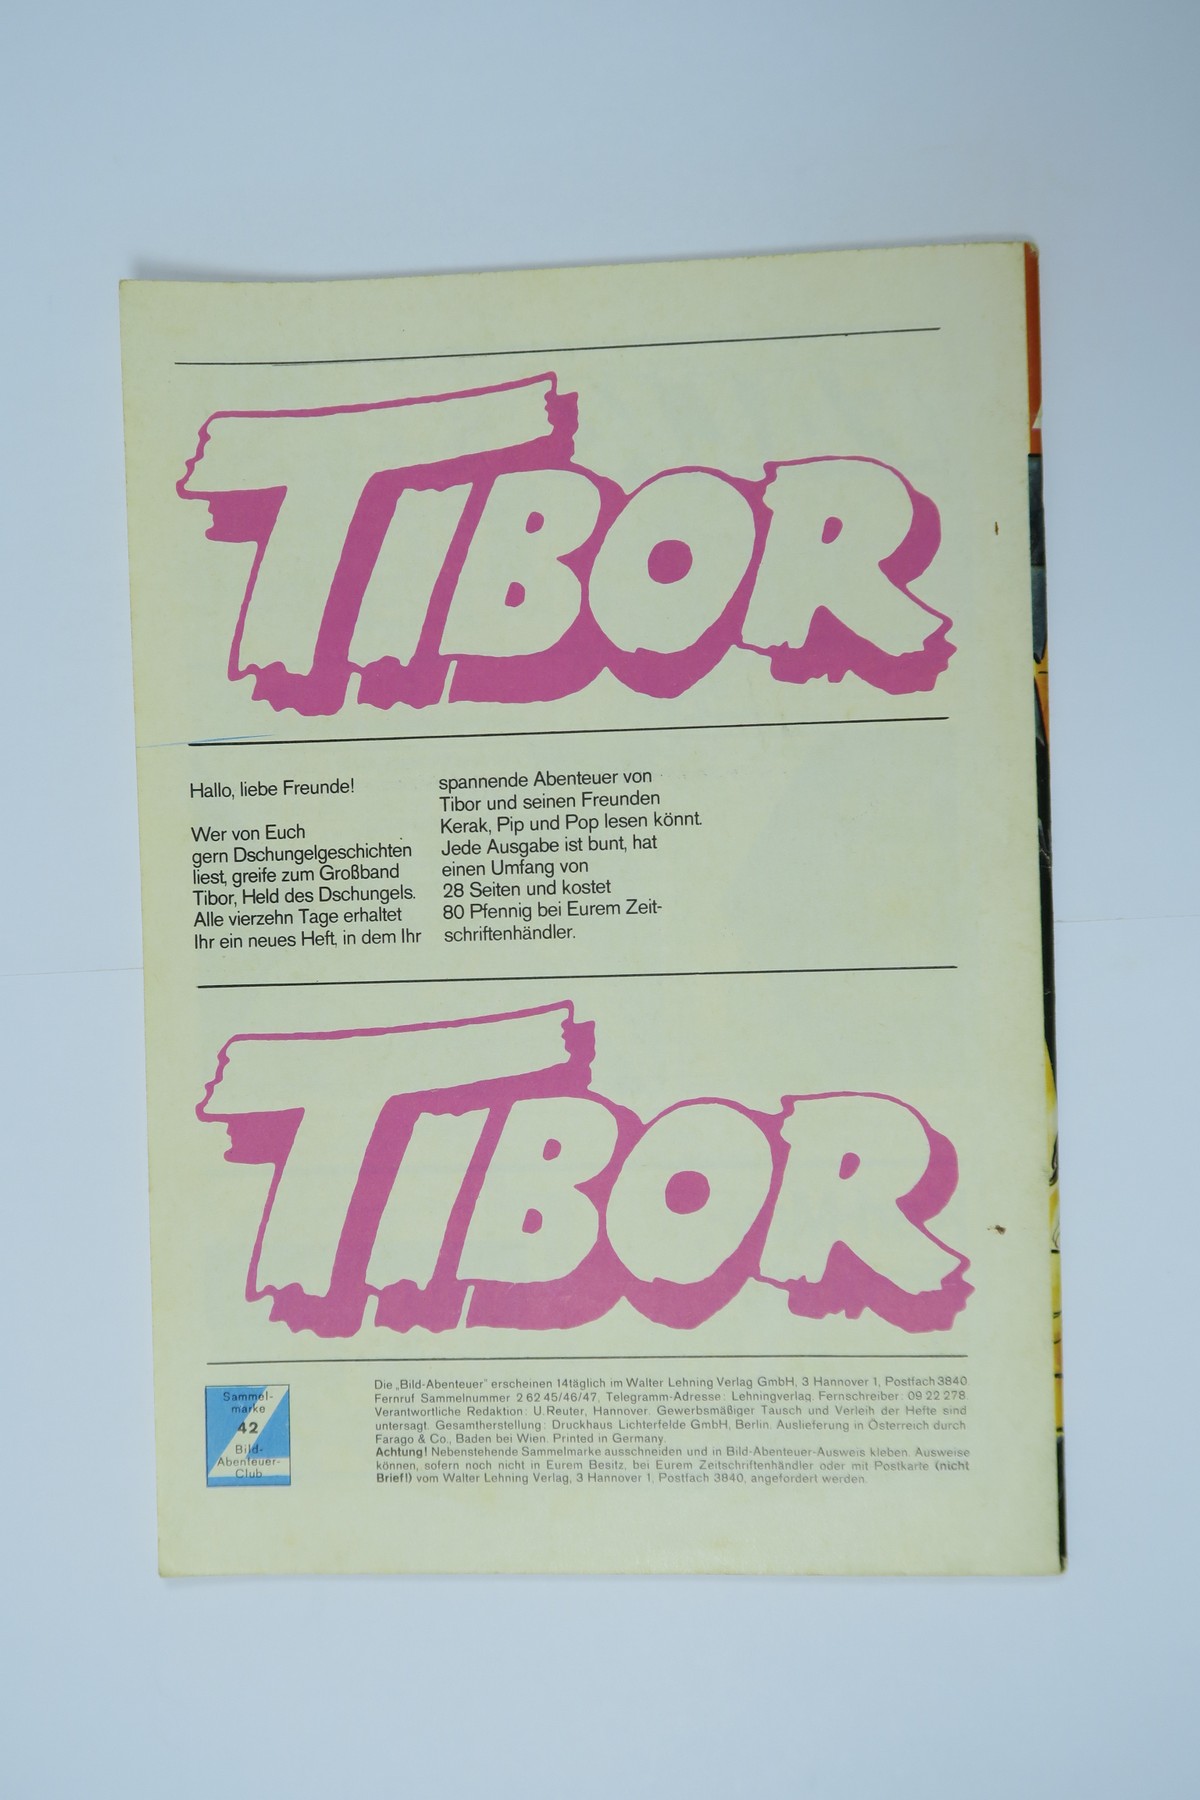 TIBOR
Hallo, liebe Freunde!
Wer von Euch
gern Dschungelgeschichten
liest, greife zum Großband
Tibor, Held des Dschungels.
Alle vierzehn Tage erhaltet
Ihr ein neues Heft, in dem Ihr
spannende Abenteuer von
Tibor und seinen Freunden
Kerak, Pip und Pop lesen könnt.
Jede Ausgabe ist bunt, hat
einen Umfang von
28 Seiten und kostet
80 Pfennig bei Eurem Zeit-
schriftenhändler.
TIBOR
Sammel-
marke
42
Bild-
Abenteuer-
Club
Die „Bild-Abenteuer" erscheinen 14täglich im Walter Lehning Verlag GmbH, 3 Hannover 1, Postfach 3840.
Fernruf Sammelnummer 2 62 45/46/47, Telegramm-Adresse: Lehningverlag. Fernschreiber: 09 22 278.
Verantwortliche Redaktion: U. Reuter, Hannover. Gewerbsmäßiger Tausch und Verleih der Hefte sind
untersagt. Gesamtherstellung: Druckhaus Lichterfelde GmbH, Berlin. Auslieferung in Österreich durch
Farago & Co., Baden bei Wien. Printed in Germany.
Achtung! Nebenstehende Sammelmarke ausschneiden und in Bild-Abenteuer-Ausweis kleben. Ausweise
können, sofern noch nicht in Eurem Besitz, bei Eurem Zeitschriftenhändler oder mit Postkarte (nicht
Brief!) vom Walter Lehning Verlag, 3 Hannover 1, Postfach 3840, angefordert werden.